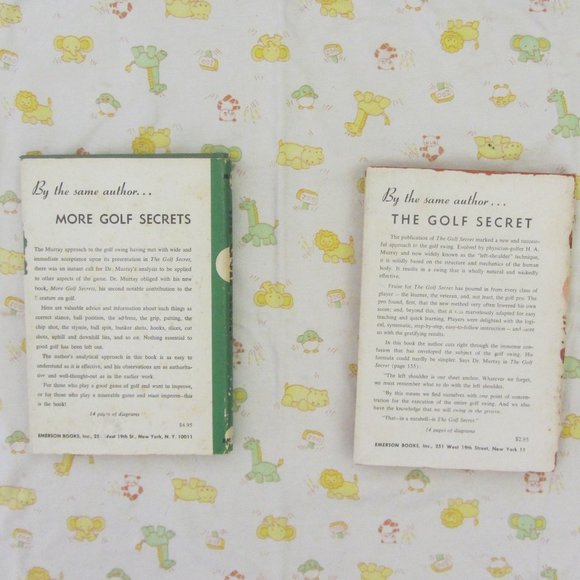 By the same author...
MORE GOLF SECRETS
The Murray approach to the golf swing having met with wide and
immediate acceptance upon its presentation in The Golf Secret,
there was an instant call for Dr. Murray's analysis to be applied
to other aspects of the game. Dr. Murray obliged with his new
book, More Golf Secrets, his second notable contribution to the
erature on golf.
Here are valuable advices and information about such things as
correct stance, ball position, the address, the grip, putting, the
chip shot, the stymie, ball spin, bunker shots, hooks, slices, cut
shots, uphill and downhill lies, and so on. Nothing essential to
good golf has been left out.
The author's analytical approach in this book is as easy to
understand as it is effective, and his observations are as authorita-
tive and well-thought-out as in the earlier work
For those who play a good game of golf and want to improve,
or for those who play a miserable game and must improve—this
is the book!
14 pages of diagrams
$4.95
EMERSON BOOKS, Inc., 25 West 19th St., New York, N. Y. 10011
By the same author...
THE GOLF SECRET
The publication of The Golf Secret marked a new and success-
ful approach to the golf swing. Evolved by physician-golfer H. A.
Murray and now widely known as the "left-shoulder" technique,
it is solidly based on the structure and mechanics of the human
body. It results in a swing that is wholly natural and wickedly
effective.
Praise for The Golf Secret has poured in from every class of
player — the learner, the veteran, and, not least, the golf pro. The
pro found, first, that the new method very often lowered his own
score; and, beyond this, that it was marvelously adapted for easy
teaching and quick learning. Players were delighted with the logi-
cal, systematic, step-by-step, easy-to-follow instruction — and sent
us with the gratifying results.
In this book the author cuts right through the immense con-
fusion that has enveloped the subject of the golf swing. His
formula could hardly be simpler. Says Dr. Murray in The Golf
Secret (page 135):
"The left shoulder is our sheet anchor. Whatever we forget,
we must remember what to do with the left shoulder.
"By this means we find ourselves with one point of concentra-
tion for the execution of the entire golf swing. And we also
have the knowledge that we will swing in the groove.
"That—in a nutshell—is The Golf Secret."
14 pages of diagrams
$2.95
EMERSON BOOKS, Inc., 251 West 19th Street, New York 11